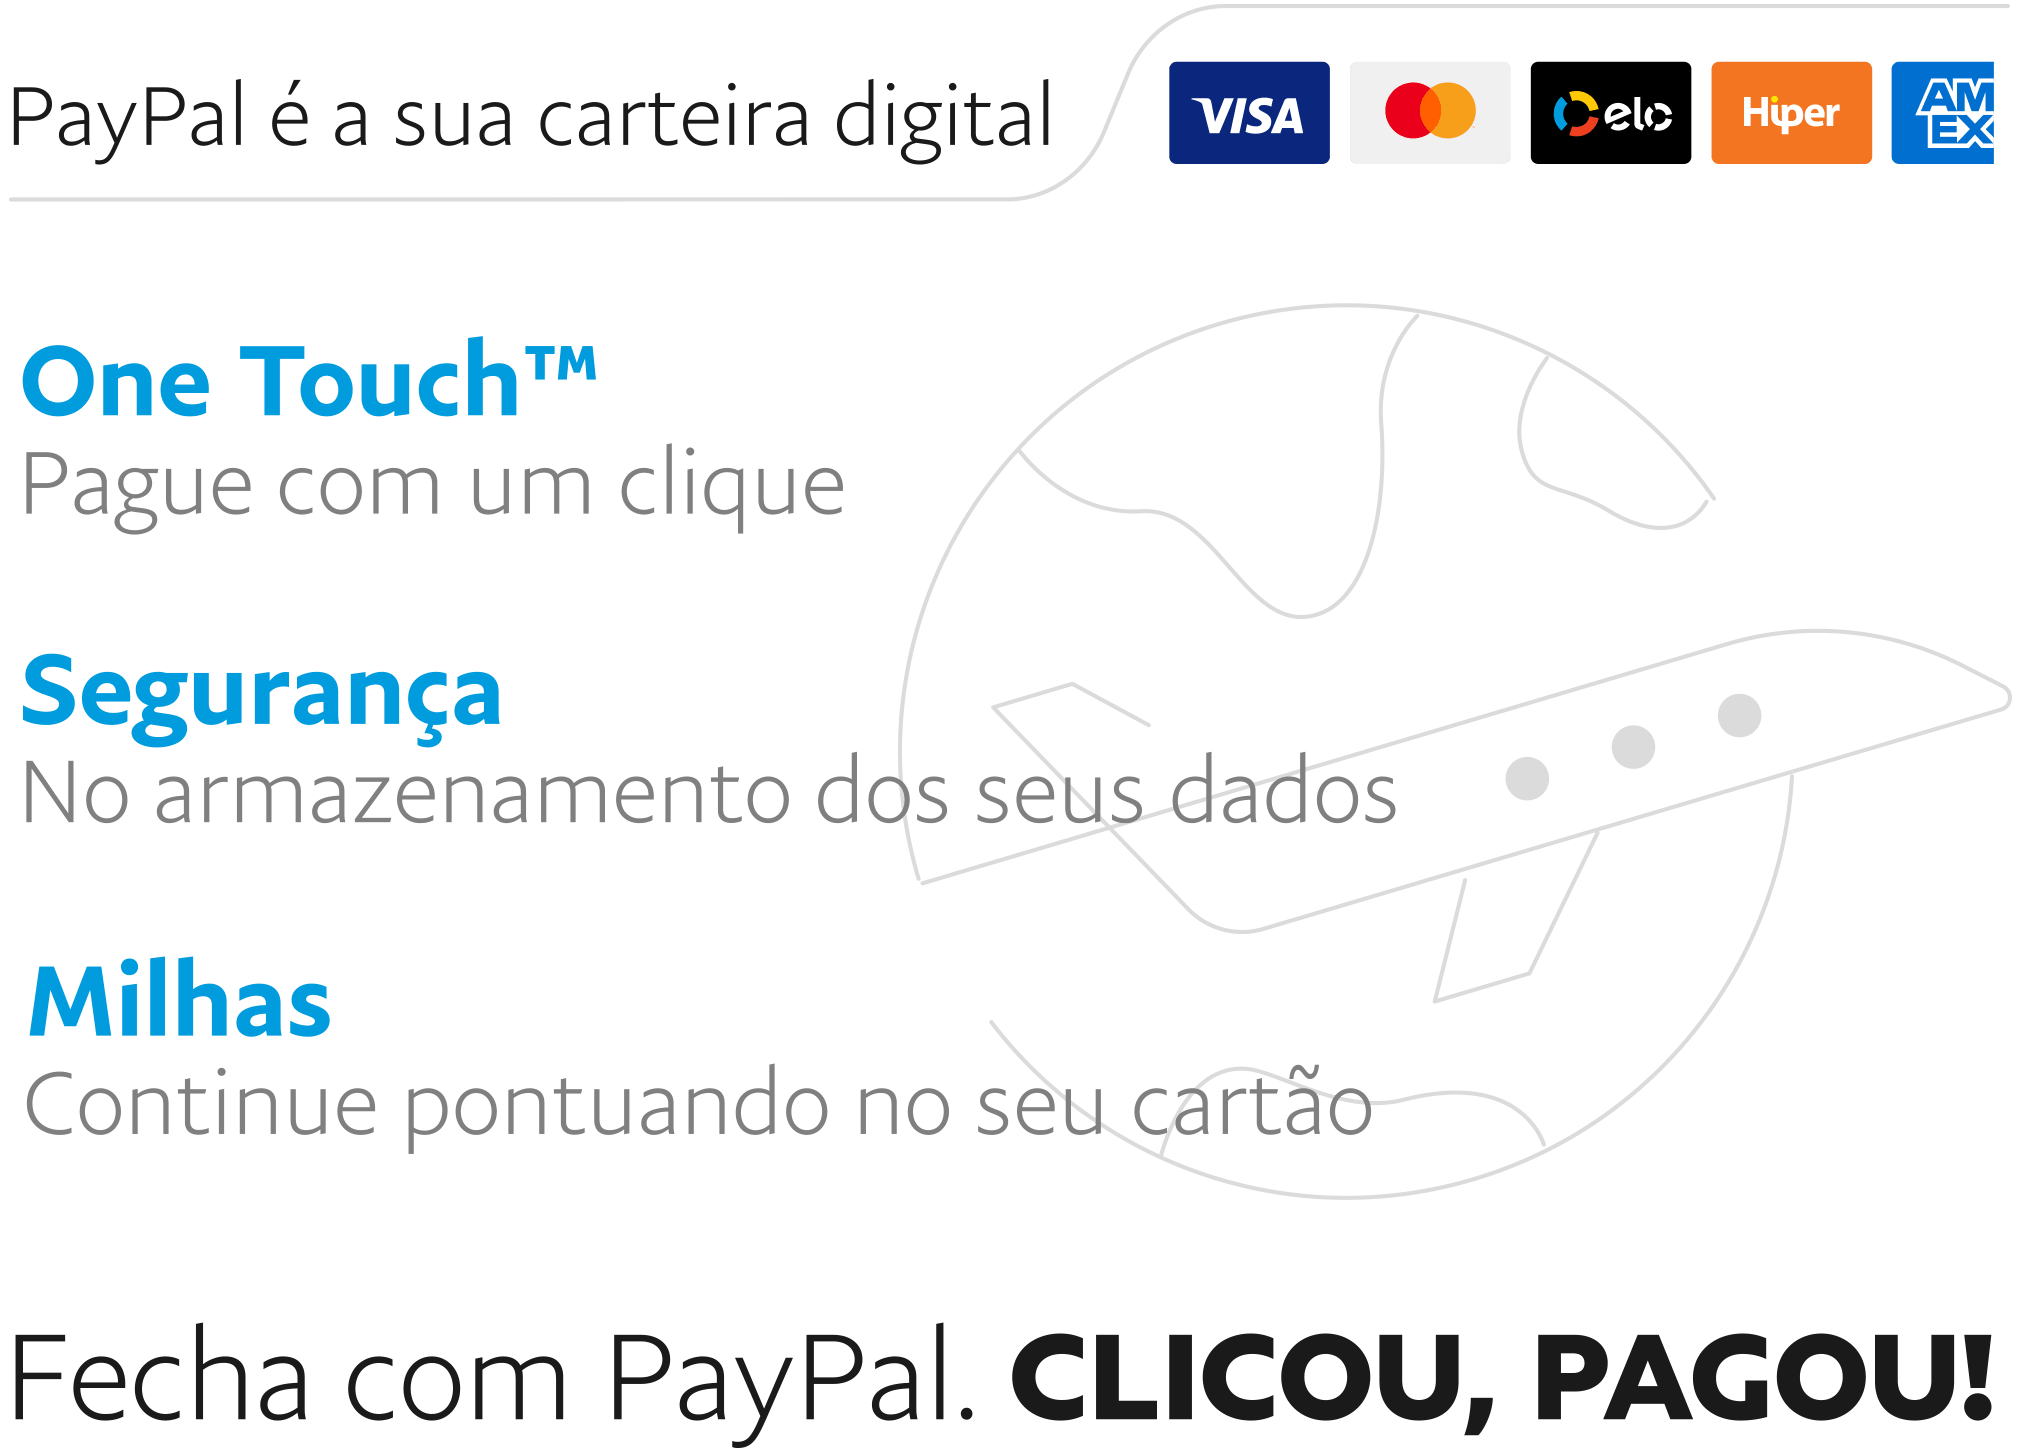 PayPal é a sua carteira digital
VISA
elo
Hiper
AM
EX
One Touch™
Pague com um clique
Segurança
No armazenamento dos seus dados
Milhas
Continue pontuando no seu cartão
Fecha com PayPal. CLICOU, PAGOU!